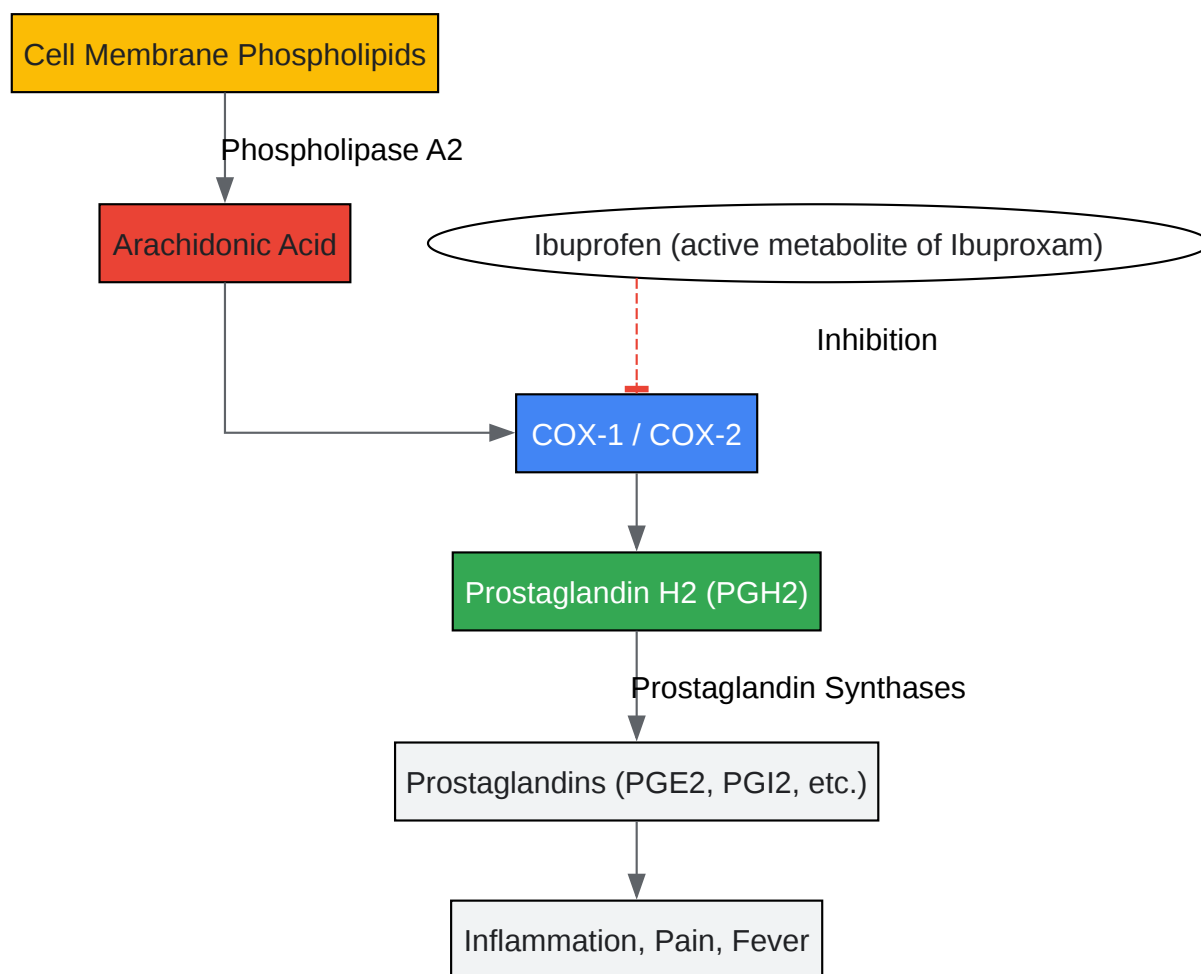 Cell Membrane Phospholipids
Phospholipase A2
Arachidonic Acid
Ibuprofen (active metabolite of Ibuproxam)
Inhibition
COX-1 / COX-2
Prostaglandin H2 (PGH2)
Prostaglandin Synthases
Prostaglandins (PGE2, PGI2, etc.)
Inflammation, Pain, Fever